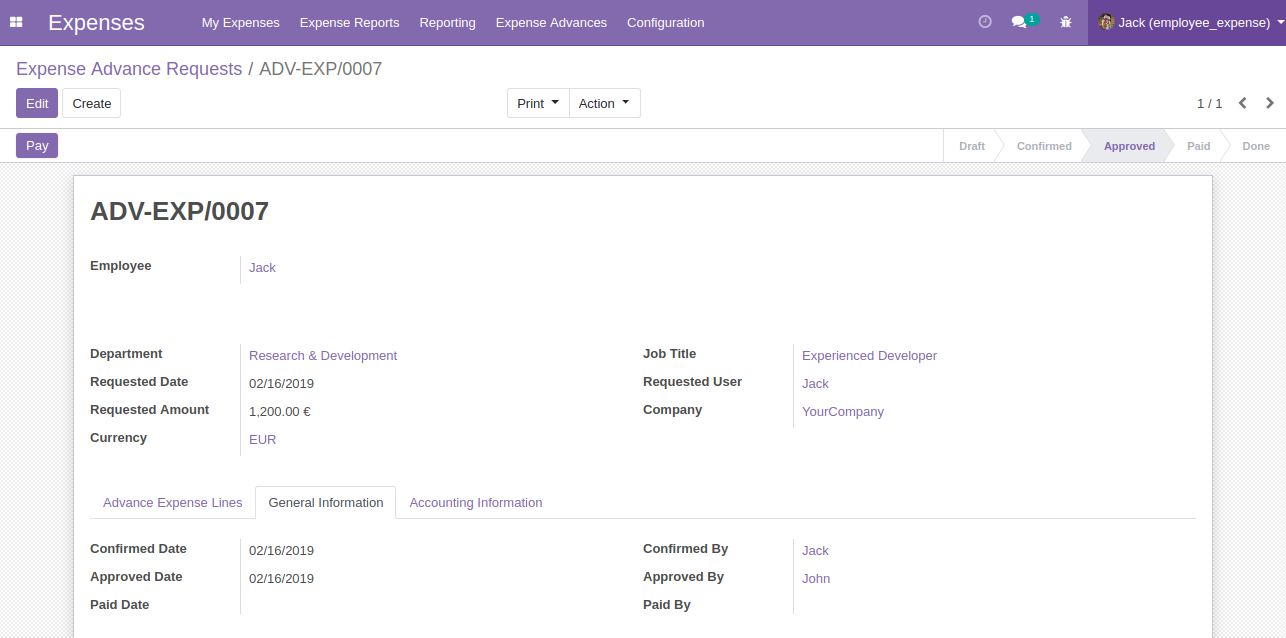 Expenses My Expenses Expense Reports Reporting Expense Advances Configuration 1 Jack (employee_expense)
Expense Advance Requests / ADV-EXP/0007
Edit Create Print Action 1 / 1
Pay Draft Confirmed Approved Paid Done
ADV-EXP/0007
Employee Jack
Department Research & Development Job Title Experienced Developer
Requested Date 02/16/2019 Requested User Jack
Requested Amount 1,200.00 € Company YourCompany
Currency EUR
Advance Expense Lines General Information Accounting Information
Confirmed Date 02/16/2019 Confirmed By Jack
Approved Date 02/16/2019 Approved By John
Paid Date Paid By